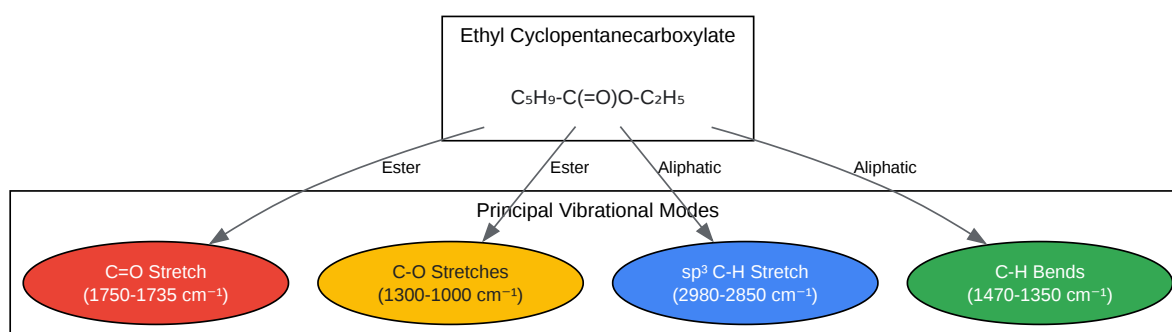 Ethyl Cyclopentanecarboxylate
C₅H₉-C(=O)O-C₂H₅
Ester
Ester
Aliphatic
Aliphatic
Principal Vibrational Modes
C=O Stretch
(1750-1735 cm⁻¹)
C-O Stretches
(1300-1000 cm⁻¹)
sp³ C-H Stretch
(2980-2850 cm⁻¹)
C-H Bends
(1470-1350 cm⁻¹)